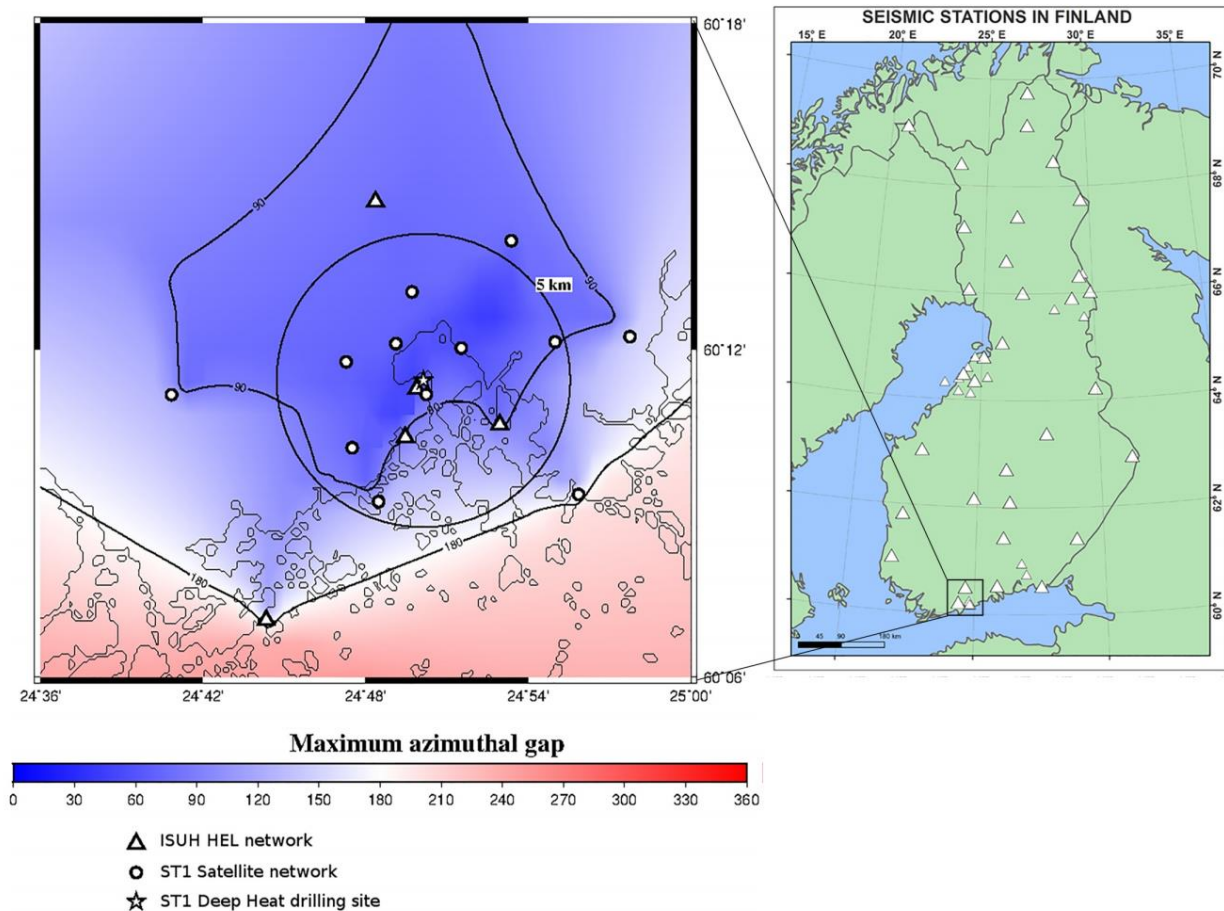 SEISMIC STATIONS IN FINLAND
15° E 20° E 25° E 30° E 35° E
70° N
68° N
66° N
64° N
62° N
60° N
45 90 180 km
60°18'
60°12'
60°06'
90
90
5 km
90
180
180
24°36' 24°42' 24°48' 24°54' 25°00'
Maximum azimuthal gap
0 30 60 90 120 150 180 210 240 270 300 330 360
ISUH HEL network
ST1 Satellite network
ST1 Deep Heat drilling site